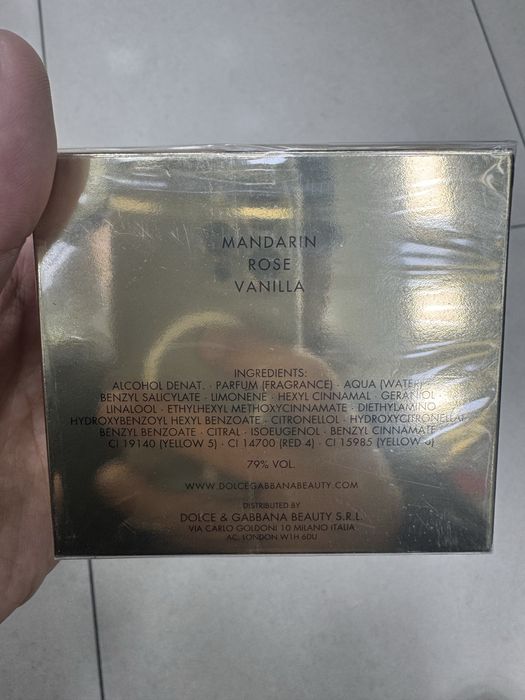 MANDARIN
ROSE
VANILLA
INGREDIENTS:
ALCOHOL DENAT. · PARFUM (FRAGRANCE) · AQUA (WATER) ·
BENZYL SALICYLATE · LIMONENE · HEXYL CINNAMAL · GERANIOL ·
LINALOOL · ETHYLHEXYL METHOXYCINNAMATE · DIETHYLAMINO
HYDROXYBENZOYL HEXYL BENZOATE · CITRONELLOL · HYDROXYCITRONELLAL
BENZYL BENZOATE · CITRAL · ISOEUGENOL · BENZYL CINNAMATE
CI 19140 (YELLOW 5) · CI 14700 (RED 4) · CI 15985 (YELLOW 6)
79% VOL.
WWW.DOLCEGABBANABEAUTY.COM
DISTRIBUTED BY
DOLCE & GABBANA BEAUTY S.R.L.
VIA CARLO GOLDONI 10 MILANO ITALIA
AC. LONDON W1H 6DU